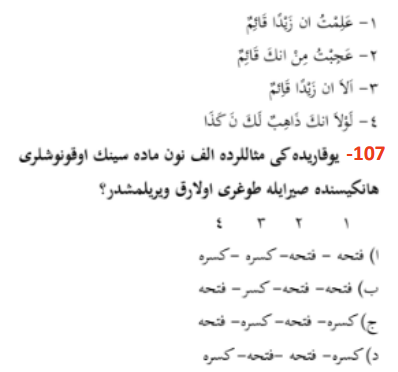 ١- عَلِمْتُ ان زَيْدًا قَائِمٌ
٢- عَجِبْتُ مِنْ انكَ قَائِمٌ
٣- اَلاَ ان زَيْدًا قَائِمٌ
٤- لَوْلاَ انكَ ذَاهِبٌ لَكَ نَ كَذَا
107- يوقاريده كى مثاللرده الف نون ماده سينك اوقونوشلرى
هانكيسنده صيرايله طوغرى اولارق ويريلمشدر؟
١ ٢ ٣ ٤
ا) فتحه – فتحه– كسره –كسره
ب) فتحه– فتحه– كسر– فتحه
ج) كسره– فتحه– كسره– فتحه
د) كسره– فتحه –فتحه– كسره